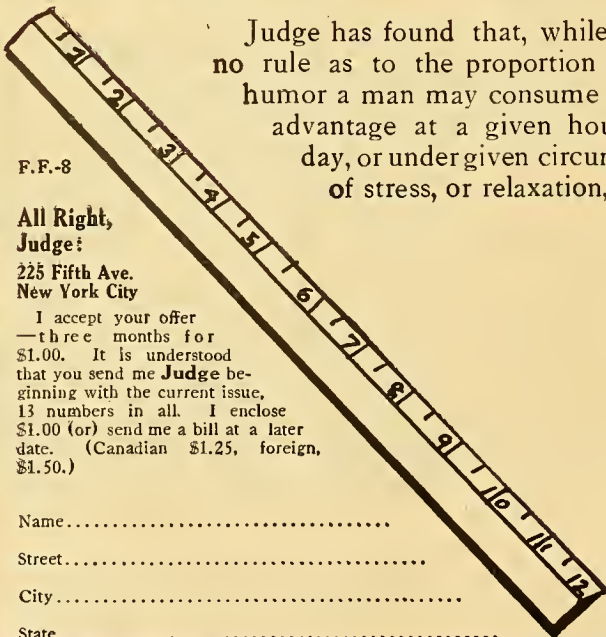 Judge has found that, while
no rule as to the proportion
humor a man may consume
advantage at a given
day, or under given
of stress, or relaxation,
1 2 3 4 5 6 7 8 9 10 11 12
F.F.-8
All Right,
Judge:
225 Fifth Ave.
New York City
I accept your offer
—three months for
$1.00. It is understood
that you send me Judge be-
ginning with the current issue,
13 numbers in all. I enclose
$1.00 (or) send me a bill at a later
date. (Canadian $1.25, foreign,
$1.50.)
Name.....................................
Street........................................
City.............................................
State